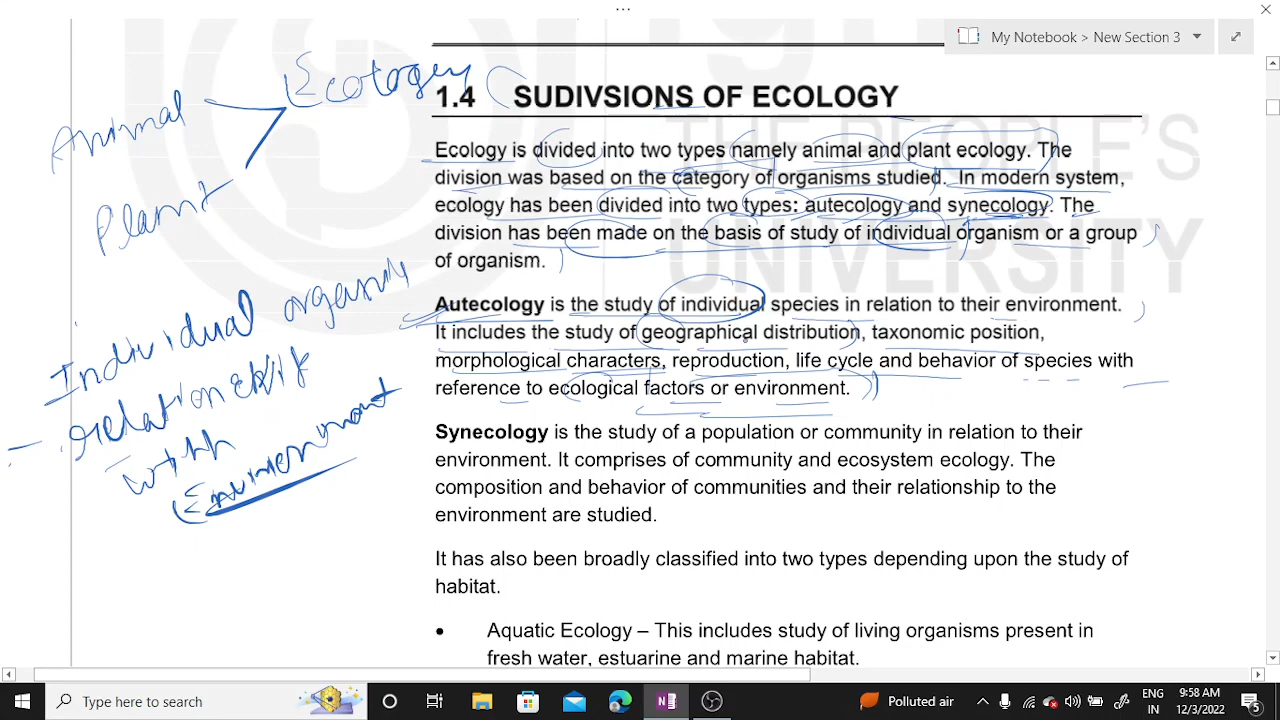 My Notebook > New Section 3
Ecology
Animal
Plant
1.4 SUDIVSIONS OF ECOLOGY
THE PEOPLE'S
UNIVERSITY
Ecology is divided into two types namely animal and plant ecology. The
division was based on the category of organisms studied. In modern system,
ecology has been divided into two types: autecology and synecology. The
division has been made on the basis of study of individual organism or a group
of organism.
Individual
relationship
with
Autecology is the study of individual species in relation to their environment.
It includes the study of geographical distribution, taxonomic position,
morphological characters, reproduction, life cycle and behavior of species with
reference to ecological factors or environment.
Synecology is the study of a population or community in relation to their
environment. It comprises of community and ecosystem ecology. The
composition and behavior of communities and their relationship to the
environment are studied.
It has also been broadly classified into two types depending upon the study of
habitat.
• Aquatic Ecology – This includes study of living organisms present in
fresh water, estuarine and marine habitat.
Type here to search
Polluted air
ENG
IN
9:58 AM
12/3/2022
5